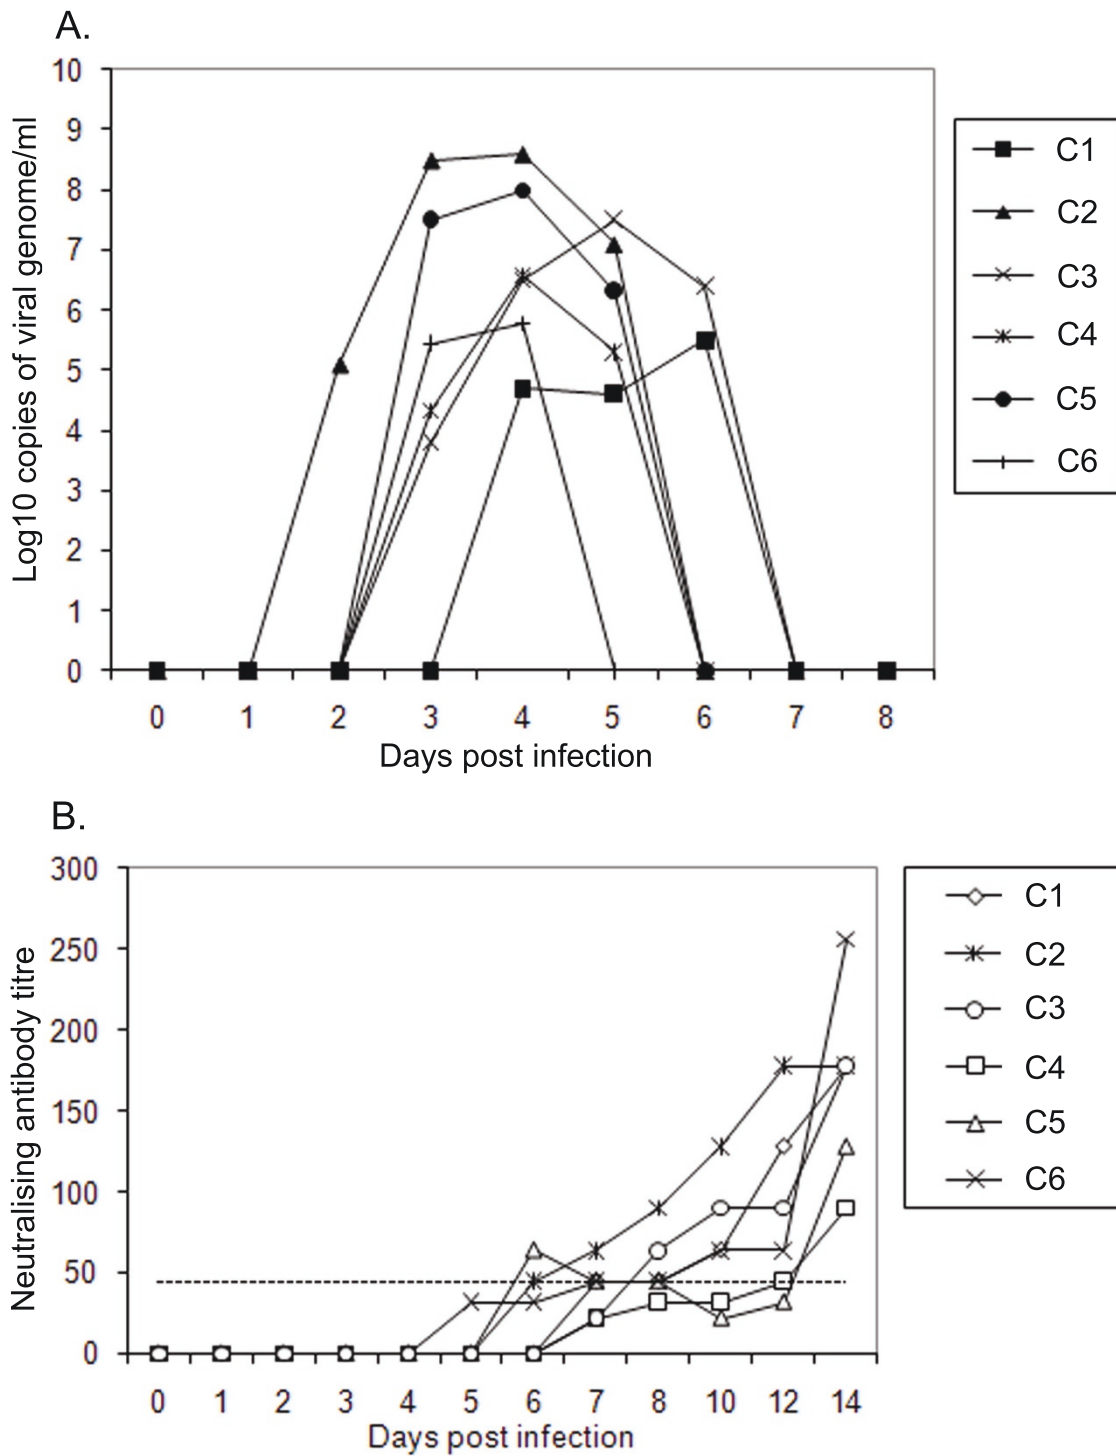 A.
Log10 copies of viral genome/ml
10
9
8
7
6
5
4
3
2
1
0
0 1 2 3 4 5 6 7 8
Days post infection
C1
C2
C3
C4
C5
C6
B.
Neutralising antibody titre
300
250
200
150
100
50
0
0 1 2 3 4 5 6 7 8 10 12 14
Days post infection
C1
C2
C3
C4
C5
C6